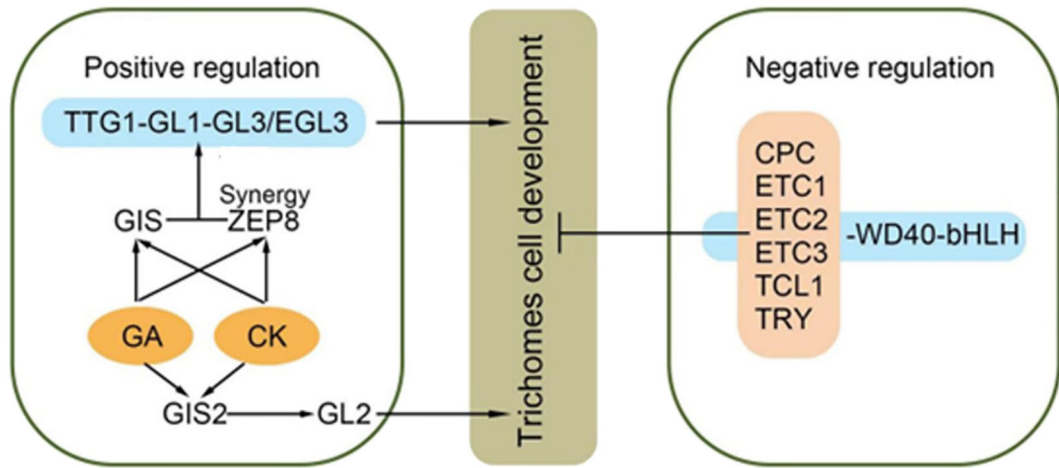 Positive regulation
TTG1-GL1-GL3/EGL3
Synergy
GIS ZEP8
GA CK
GIS2 GL2
Trichomes cell development
Negative regulation
CPC
ETC1
ETC2
ETC3
TCL1
TRY
-WD40-bHLH